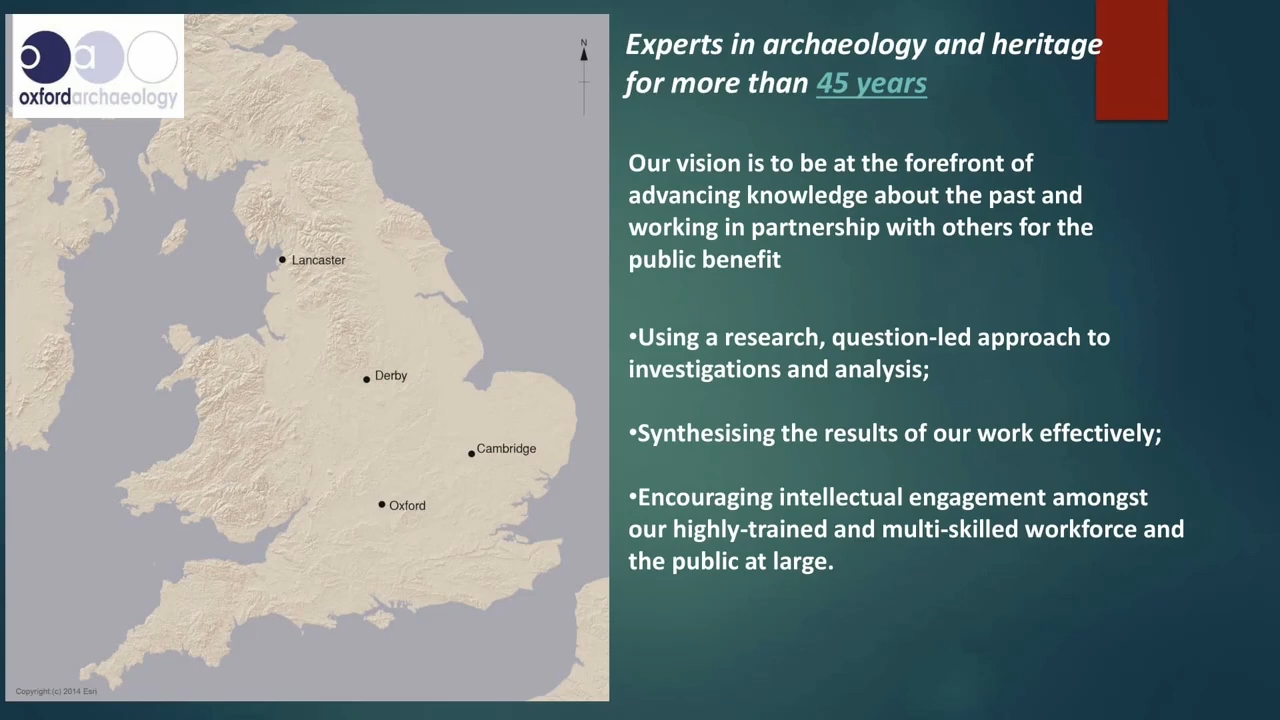 oa
oxfordarchaeology
N
Lancaster
Derby
Cambridge
Oxford
Copyright:(c) 2014 Esri
Experts in archaeology and heritage
for more than 45 years
Our vision is to be at the forefront of
advancing knowledge about the past and
working in partnership with others for the
public benefit
•Using a research, question-led approach to
investigations and analysis;
•Synthesising the results of our work effectively;
•Encouraging intellectual engagement amongst
our highly-trained and multi-skilled workforce and
the public at large.